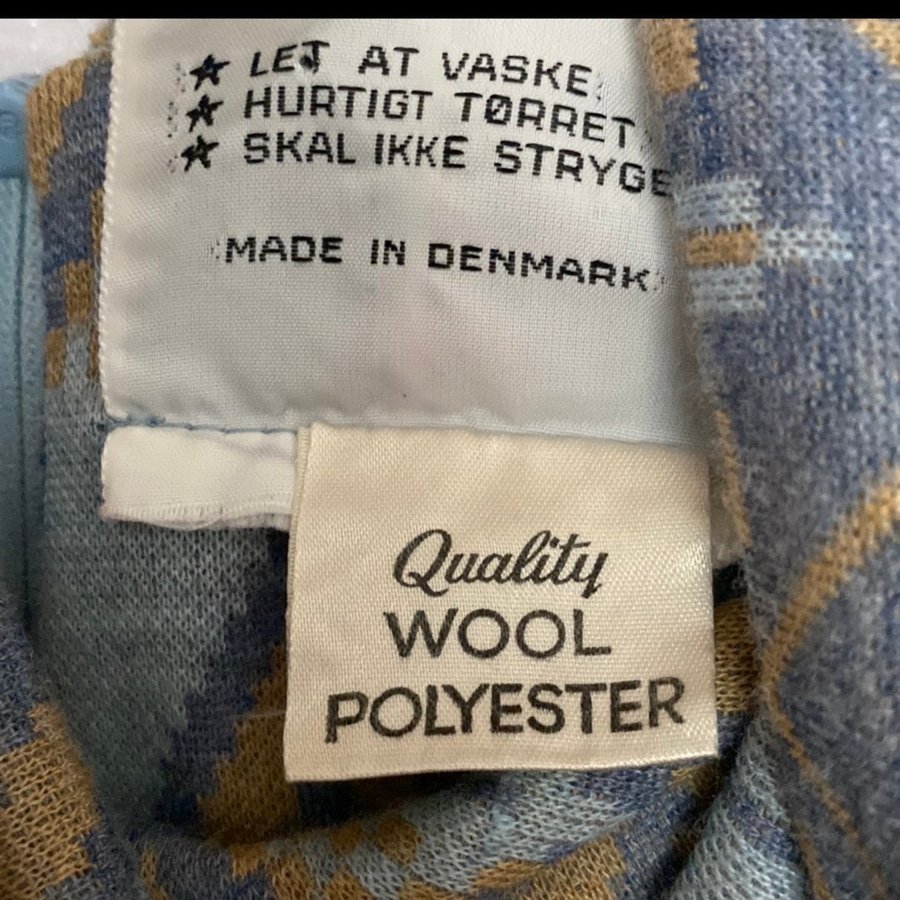 ★ LET AT VASKE
★ HURTIGT TØRRET
★ SKAL IKKE STRYGE
MADE IN DENMARK
Quality
WOOL
POLYESTER